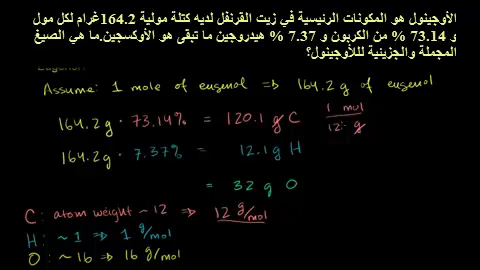 الأوجينول هو المكونات الرئيسية في زيت القرنفل لديه كتلة مولية 164.2غرام لكل مول
و 73.14 % من الكربون و 7.37 % هيدروجين ما تبقى هو الأوكسجين.ما هي الصيغ
المجملة والجزيئية للأوجينول؟
Assume: 1 mole of eugenol ⇒ 164.2 g of eugenol
164.2 g · 73.14% = 120.1 g C 1 mol
164.2 g · 7.37% = 12.1 g H 12 g
= 32 g O
C: atom weight ~ 12 ⇒ 12 g/mol
H: ~ 1 ⇒ 1 g/mol
O: ~ 16 ⇒ 16 g/mol